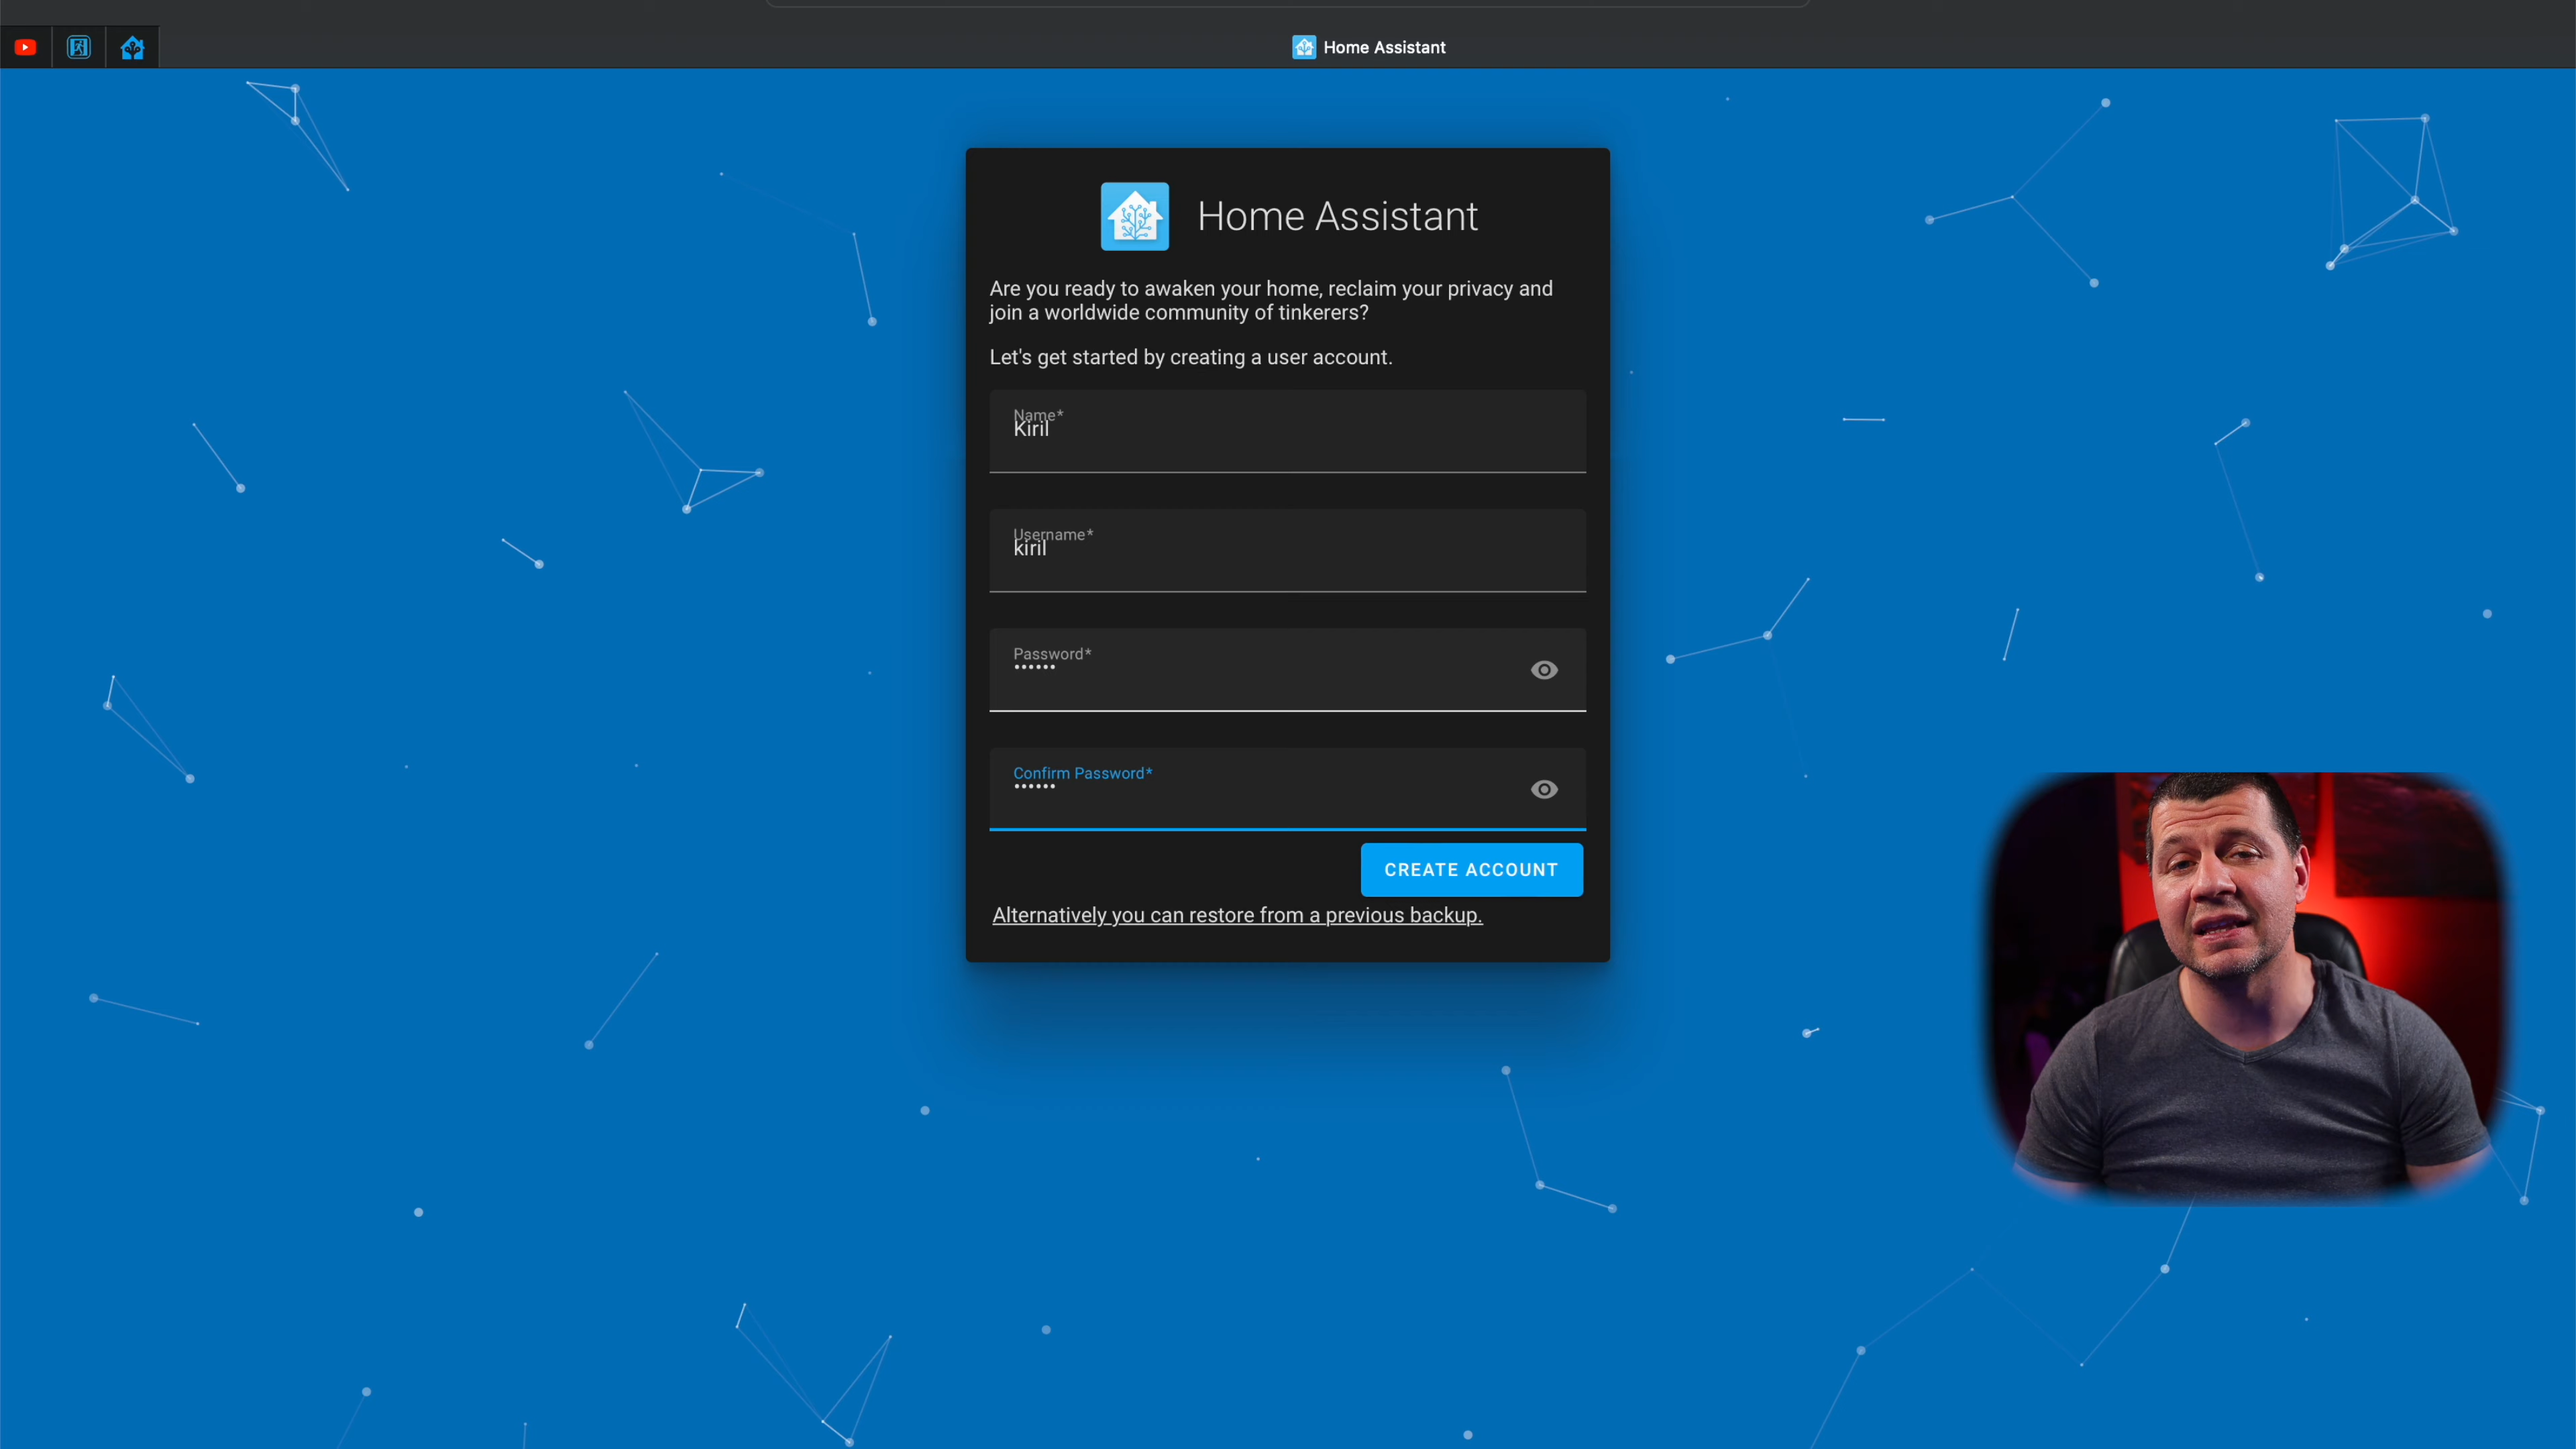 Home Assistant
Home Assistant
Are you ready to awaken your home, reclaim your privacy and
join a worldwide community of tinkerers?
Let's get started by creating a user account.
Name*
Kiril
Username*
kiril
Password*
••••••
Confirm Password*
••••••
CREATE ACCOUNT
Alternatively you can restore from a previous backup.